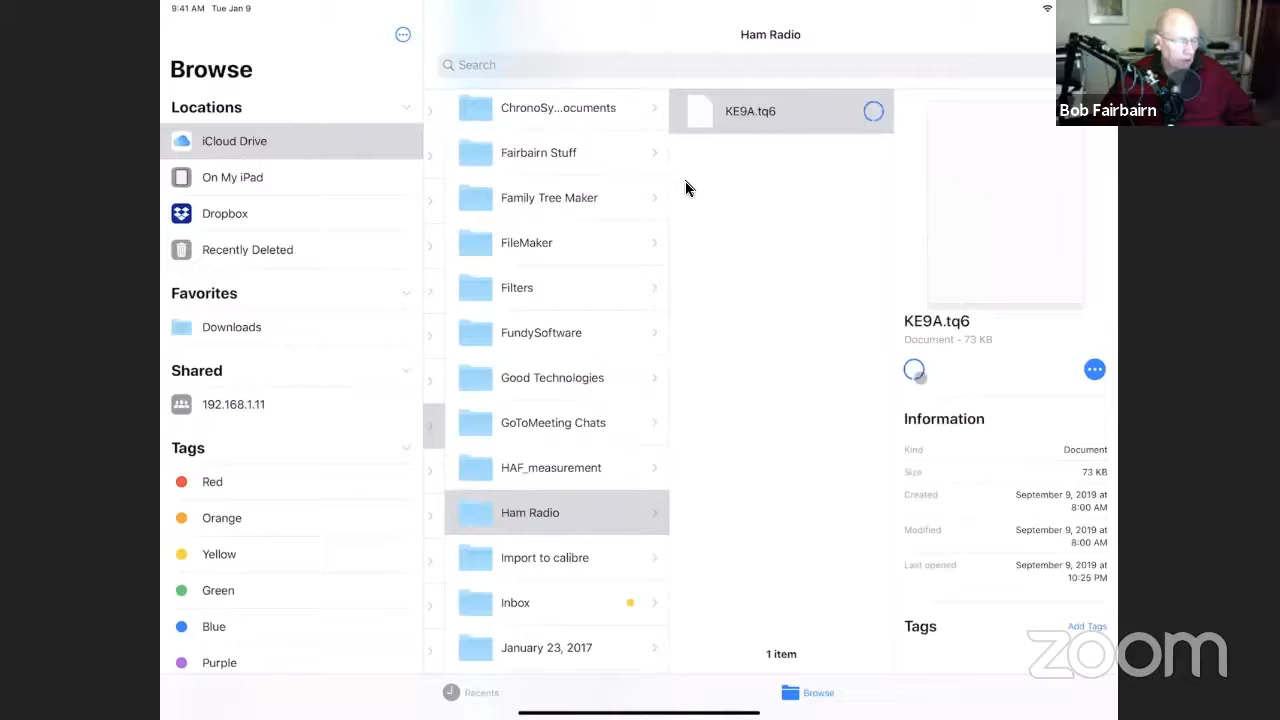 9:41 AM Tue Jan 9
Browse
Locations
iCloud Drive
On My iPad
Dropbox
Recently Deleted
Favorites
Downloads
Shared
192.168.1.11
Tags
Red
Orange
Yellow
Green
Blue
Purple
Ham Radio
Search
ChronoSy...ocuments
Fairbairn Stuff
Family Tree Maker
FileMaker
Filters
FundySoftware
Good Technologies
GoToMeeting Chats
HAF_measurement
Ham Radio
Import to calibre
Inbox
January 23, 2017
KE9A.tq6
1 item
KE9A.tq6
Document - 73 KB
Information
Kind Document
Size 73 KB
Created September 9, 2019 at
8:00 AM
Modified September 9, 2019 at
8:00 AM
Last opened September 9, 2019 at
10:25 PM
Tags Add Tags
Recents
Browse
Bob Fairbairn
zoom